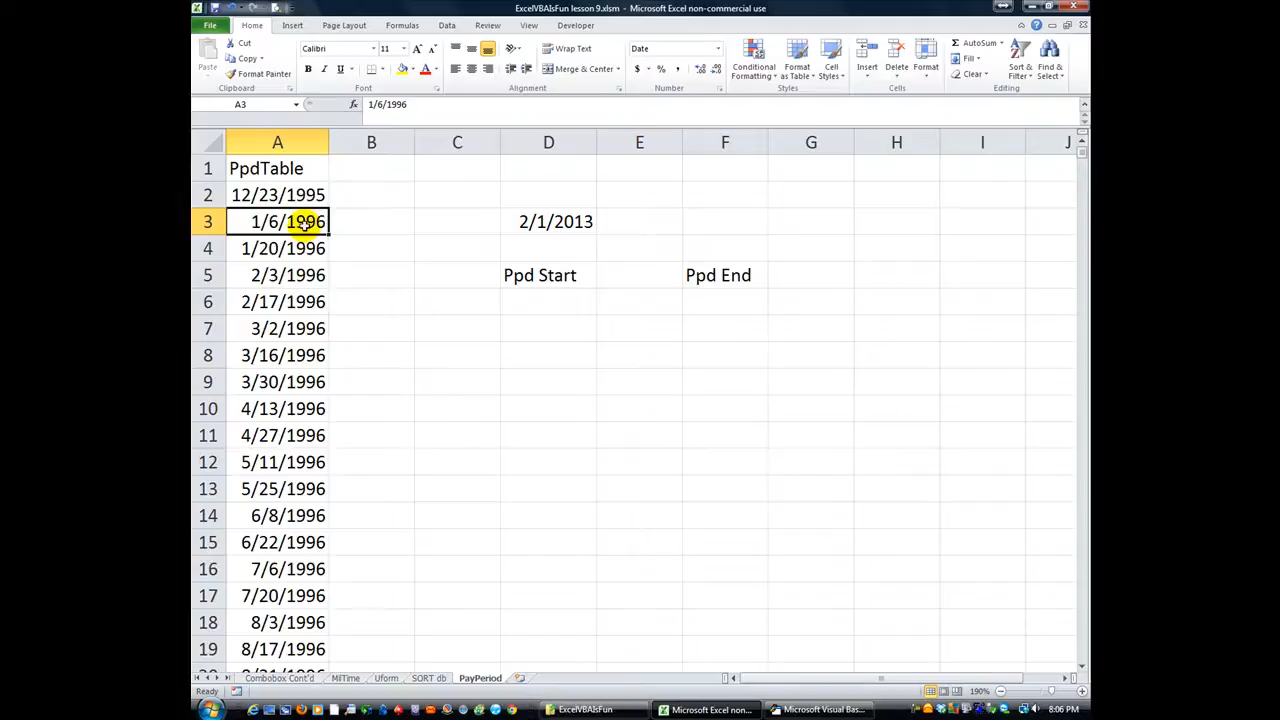 ExcelVBAIsFun lesson 9.xlsm - Microsoft Excel non-commercial use
File Home Insert Page Layout Formulas Data Review View Developer
Paste Cut Calibri 11 Wrap Text Date Conditional Formatting Format as Table Cell Styles Insert Delete Format AutoSum Sort & Filter Find & Select
Copy Fill
Format Painter B I U Merge & Center $ % , Clear
Clipboard Font Alignment Number Styles Cells Editing
A3 fx 1/6/1996
A B C D E F G H I J
1 PpdTable
2 12/23/1995
3 1/6/1996 2/1/2013
4 1/20/1996
5 2/3/1996 Ppd Start Ppd End
6 2/17/1996
7 3/2/1996
8 3/16/1996
9 3/30/1996
10 4/13/1996
11 4/27/1996
12 5/11/1996
13 5/25/1996
14 6/8/1996
15 6/22/1996
16 7/6/1996
17 7/20/1996
18 8/3/1996
19 8/17/1996
Combobox Cont'd MilTime Uform SORT db PayPeriod
Ready 190%
ExcelVBAIsFun Microsoft Excel non... Microsoft Visual Bas... 8:06 PM